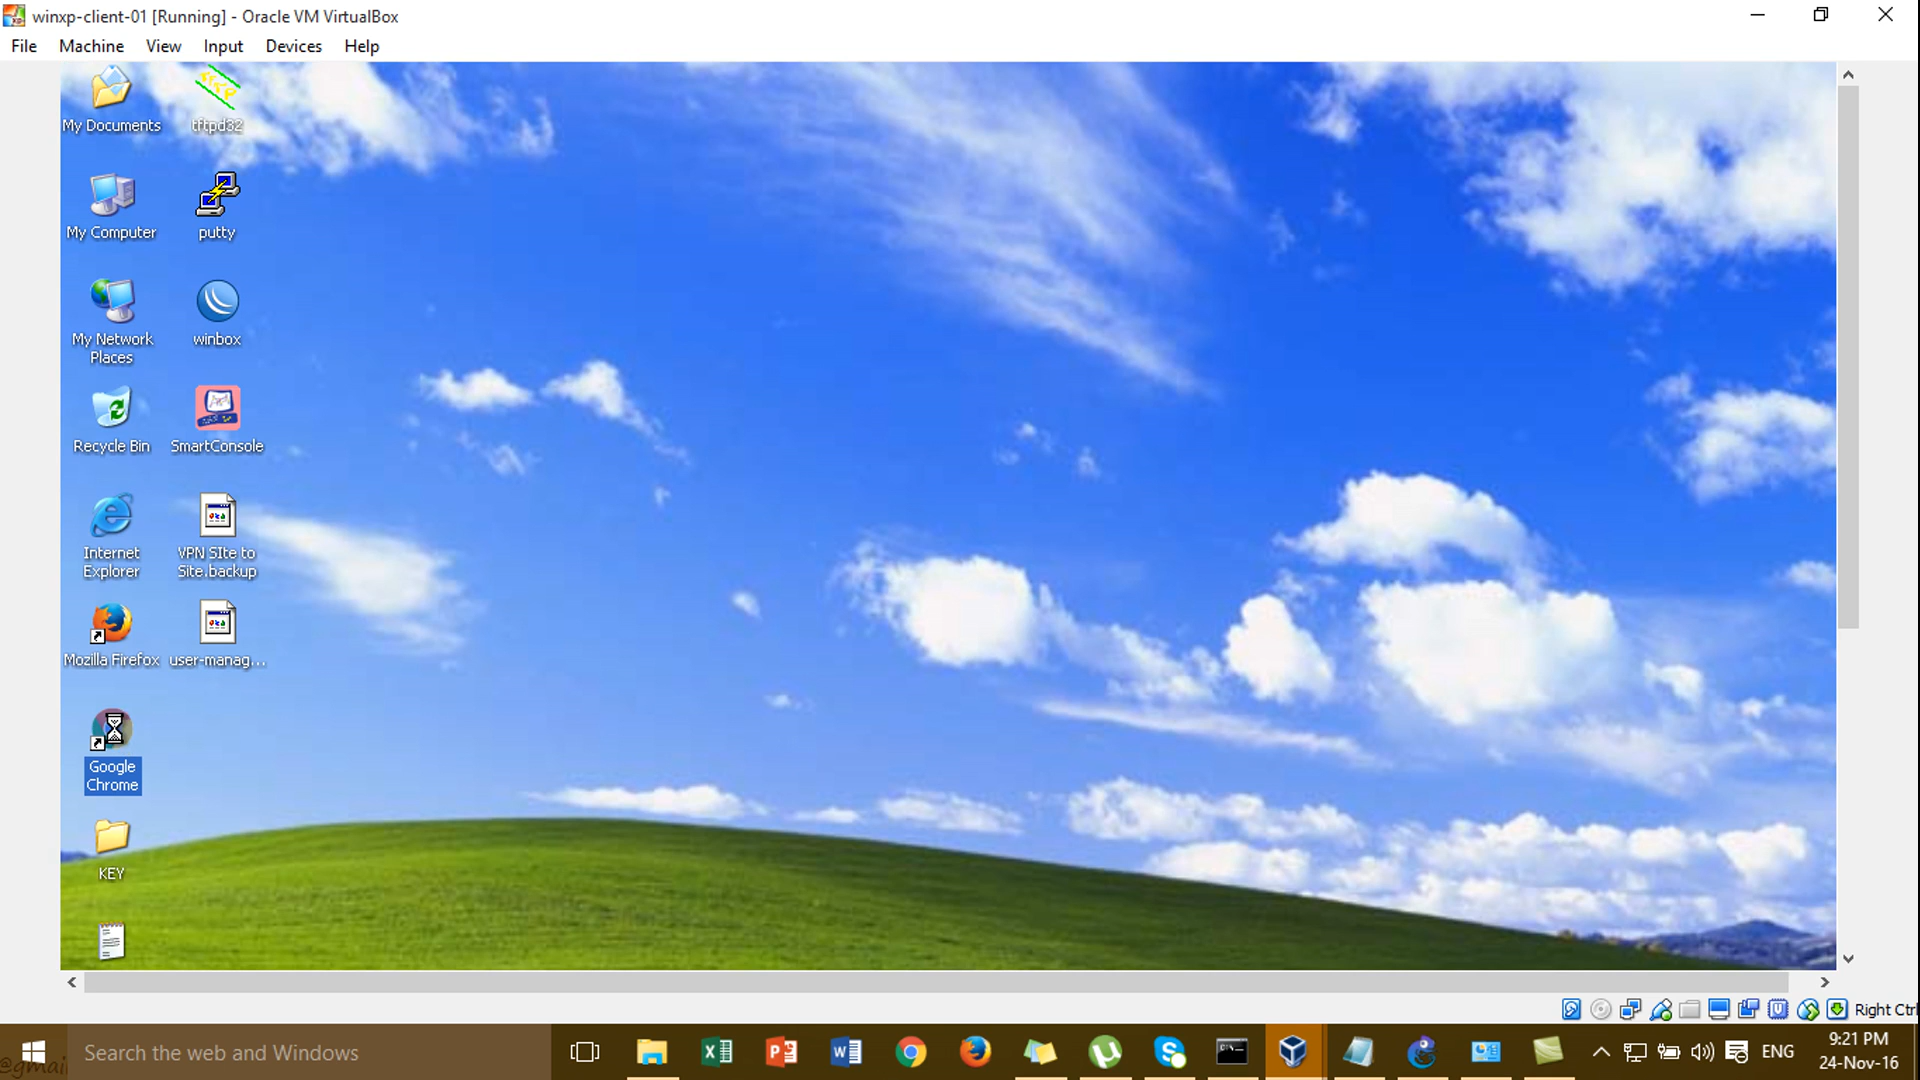 winxp-client-01 [Running] - Oracle VM VirtualBox
File Machine View Input Devices Help
My Documents
tftpd32
My Computer
putty
My Network
Places
winbox
Recycle Bin
SmartConsole
Internet
Explorer
VPN SIte to
Site.backup
Mozilla Firefox
user-manag...
Google
Chrome
KEY
Right Ctrl
Search the web and Windows
@gmail
ENG
9:21 PM
24-Nov-16